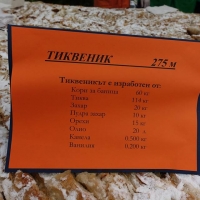 ТИКВЕНИК 275 м
Тиквеникът е изработен от:
Кори за баница 60 кг
Тиква 114 кг
Захар 20 кг
Пудра захар 10 кг
Орехи 15 кг
Олио 20 л
Канела 0,500 кг
Ванилия 0,200 кг